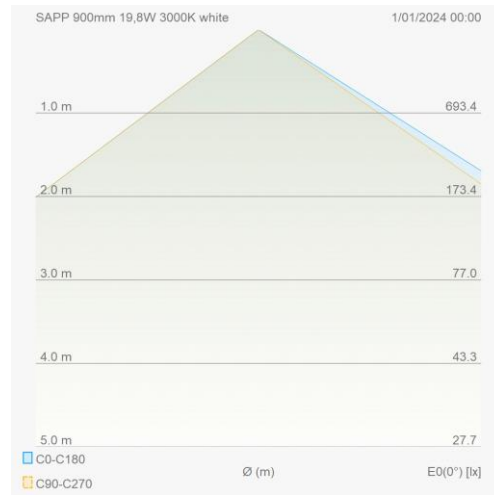 SAPP 900mm 19,8W 3000K white 1/01/2024 00:00
1.0 m 693.4
2.0 m 173.4
3.0 m 77.0
4.0 m 43.3
5.0 m 27.7
C0-C180
Ø (m) E0(0°) [lx]
C90-C270